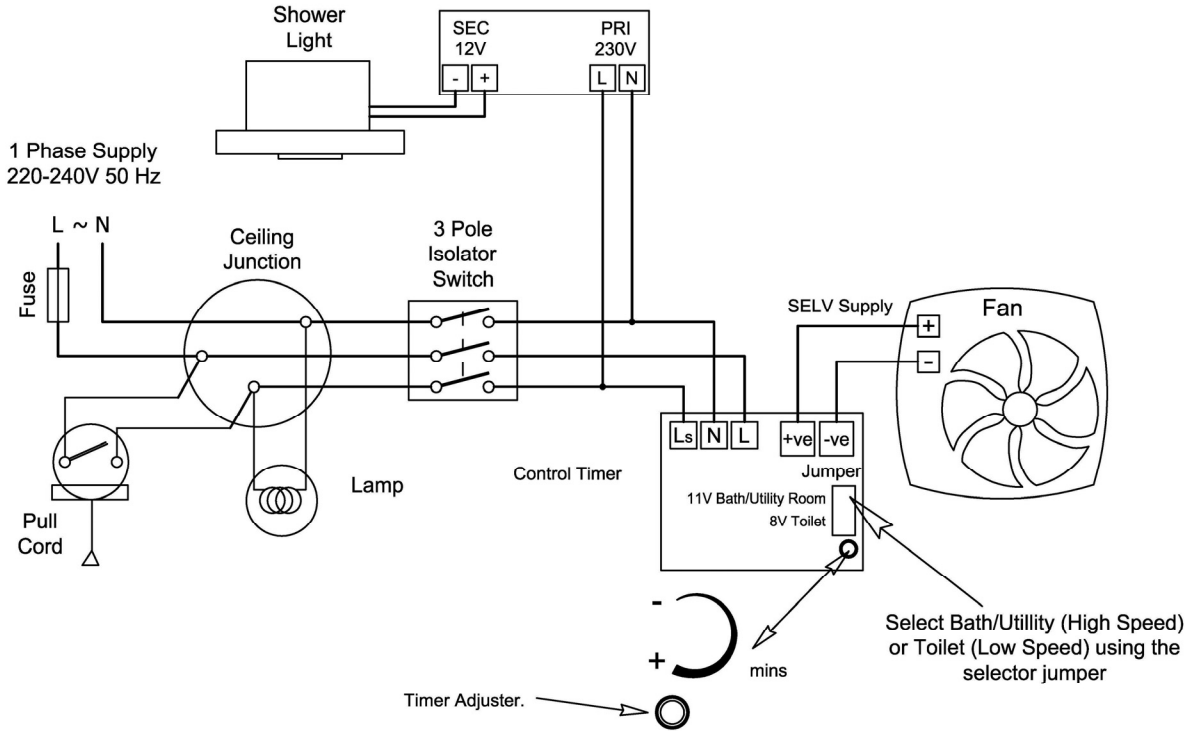 Shower
Light
SEC
12V
PRI
230V
- +
L N
1 Phase Supply
220-240V 50 Hz
L ~ N
Fuse
Ceiling
Junction
3 Pole
Isolator
Switch
SELV Supply
Fan
+
-
Ls N L
+ve -ve
Jumper
11V Bath/Utility Room
8V Toilet
Control Timer
Lamp
Pull
Cord
-
+
mins
Timer Adjuster.
Select Bath/Utillity (High Speed)
or Toilet (Low Speed) using the
selector jumper